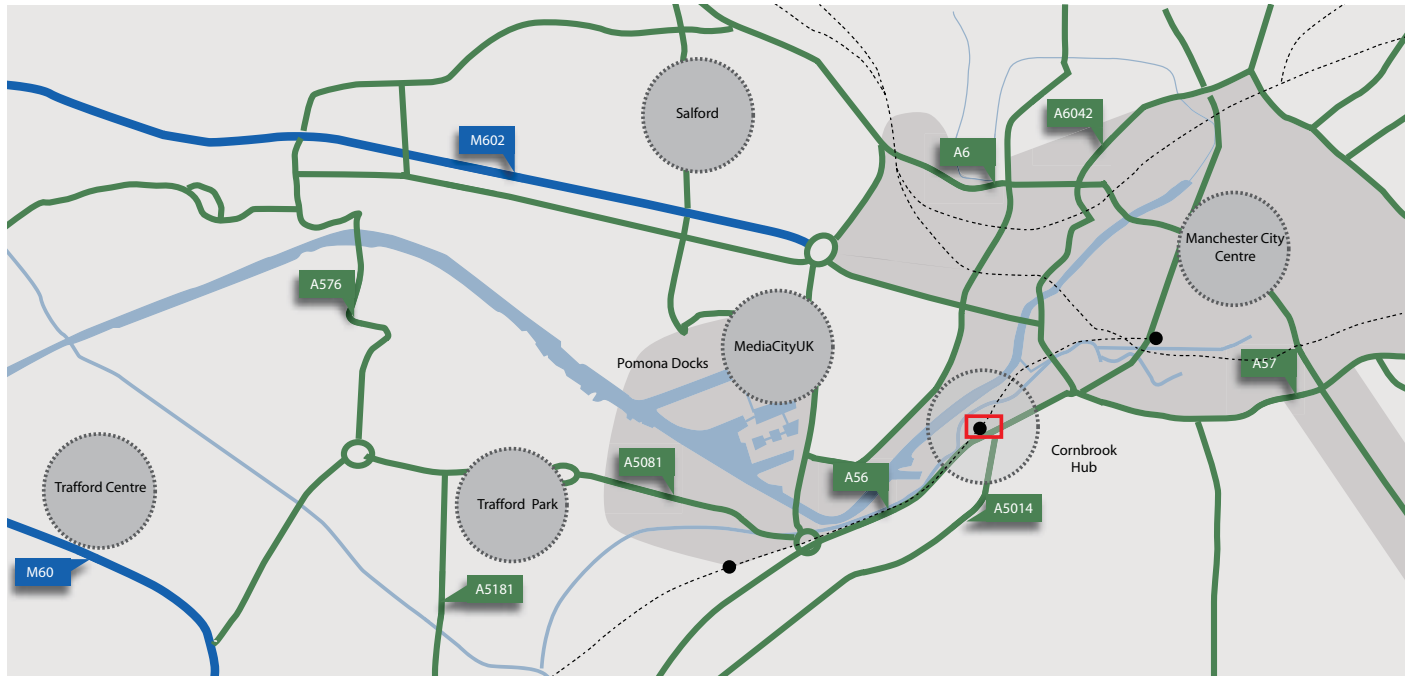 Salford
A6042
M602
A6
Manchester City
Centre
A576
MediaCityUK
Pomona Docks
A57
Cornbrook
Hub
A5081
A56
Trafford Centre
Trafford Park
A5014
M60
A5181